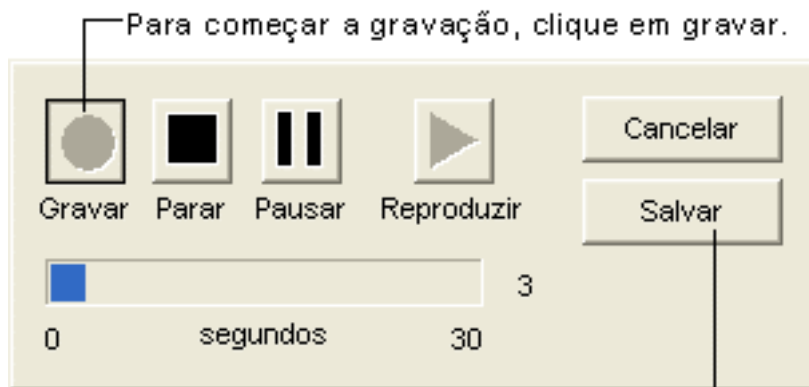 Para começar a gravação, clique em gravar.
Cancelar
Gravar Parar Pausar Reproduzir
Salvar
3
0 segundos 30